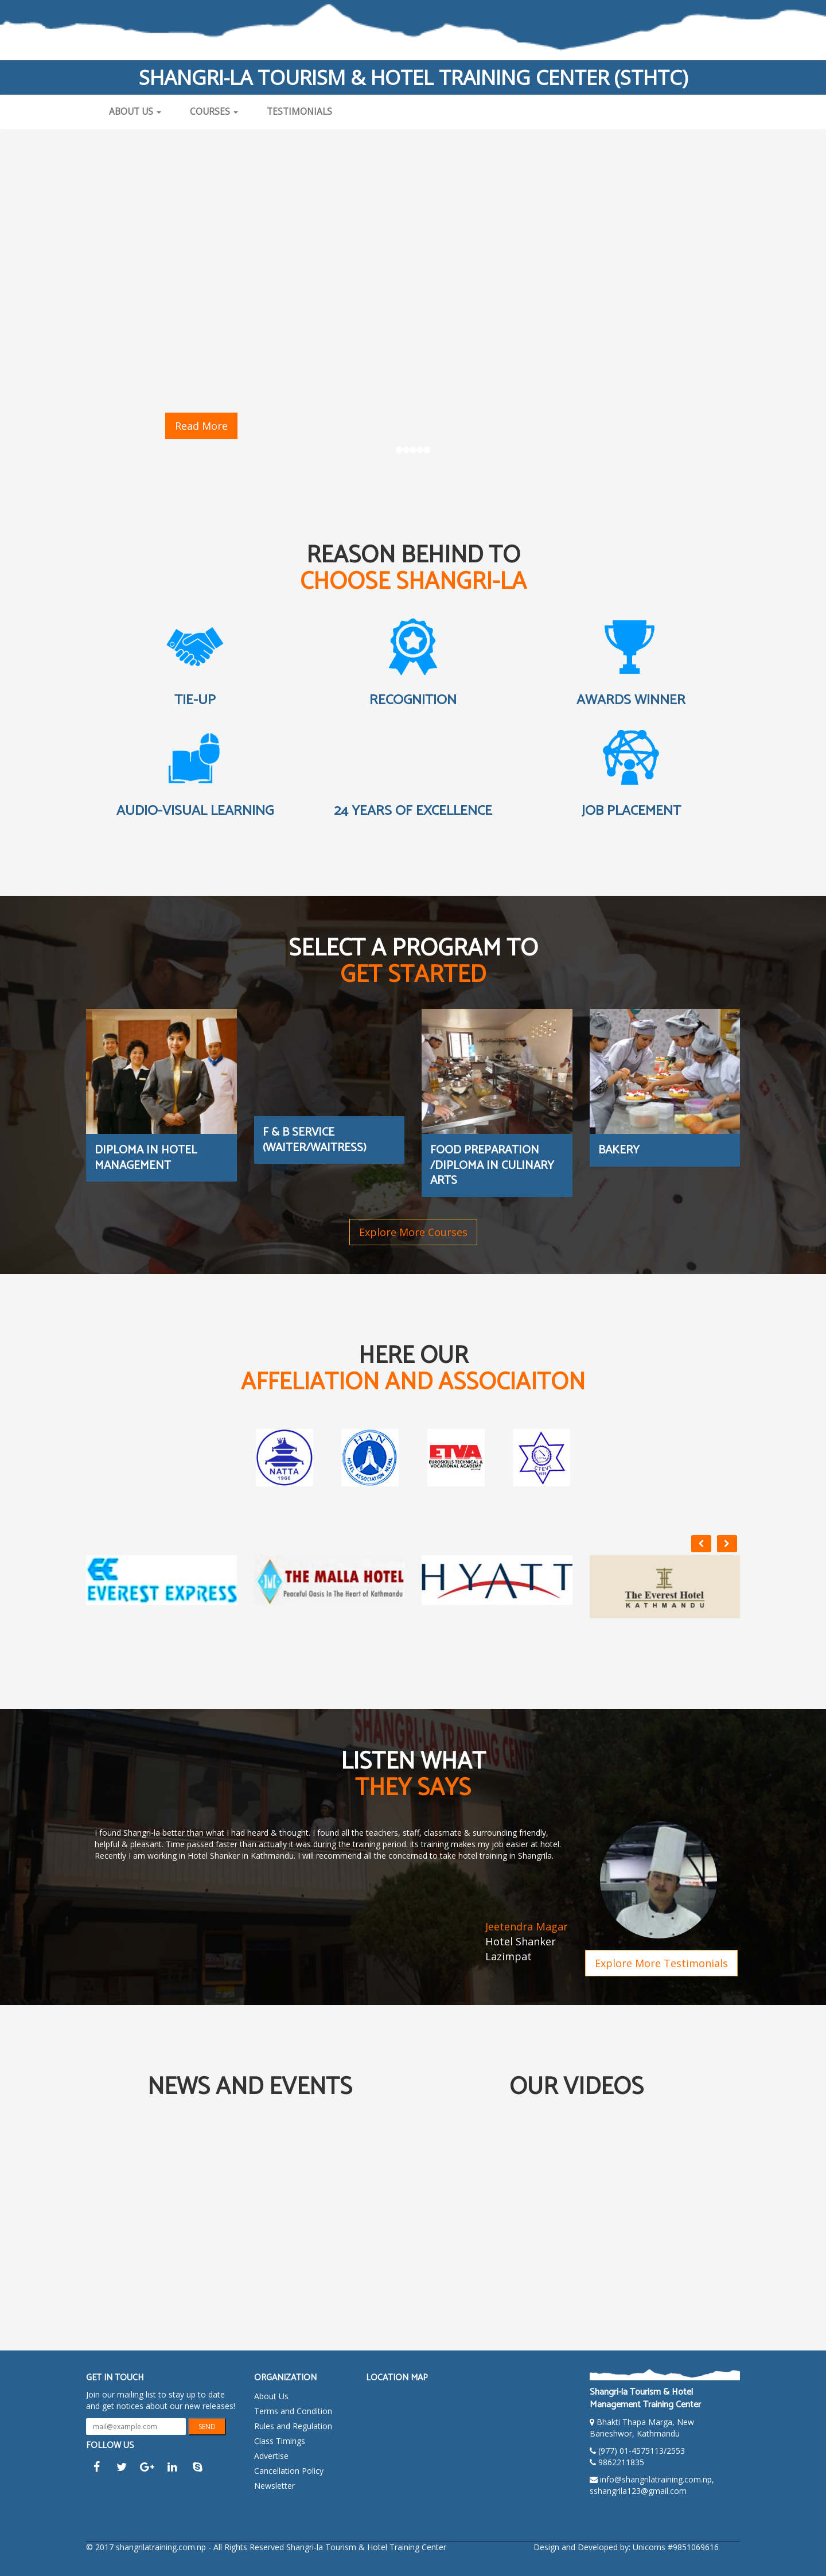 SHANGRI-LA TOURISM & HOTEL TRAINING CENTER (STHTC)
ABOUT US
COURSES
TESTIMONIALS
Read More
REASON BEHIND TO
CHOOSE SHANGRI-LA
TIE-UP
RECOGNITION
AWARDS WINNER
AUDIO-VISUAL LEARNING
24 YEARS OF EXCELLENCE
JOB PLACEMENT
SELECT A PROGRAM TO
GET STARTED
DIPLOMA IN HOTEL
MANAGEMENT
F & B SERVICE
(WAITER/WAITRESS)
FOOD PREPARATION
/DIPLOMA IN CULINARY
ARTS
BAKERY
Explore More Courses
HERE OUR
AFFELIATION AND ASSOCIAITON
NATTA
1966
HAN
HOTEL ASSOCIATION NEPAL
ETVA
EUROSKILLS TECHNICAL &
VOCATIONAL ACADEMY
CTEVT
EVEREST EXPRESS
THE MALLA HOTEL
Peaceful Oasis In The Heart of Kathmandu
HYATT
The Everest Hotel
KATHMANDU
SHANGRI-LA TRAINING CENTR
LISTEN WHAT
THEY SAYS
I found Shangri-la better than what I had heard & thought. I found all the teachers, staff, classmate & surrounding friendly,
helpful & pleasant. Time passed faster than actually it was during the training period. its training makes my job easier at hotel.
Recently I am working in Hotel Shanker in Kathmandu. I will recommend all the concerned to take hotel training in Shangrila.
Jeetendra Magar
Hotel Shanker
Lazimpat
Explore More Testimonials
NEWS AND EVENTS
OUR VIDEOS
GET IN TOUCH
Join our mailing list to stay up to date
and get notices about our new releases!
mail@example.com
SEND
FOLLOW US
ORGANIZATION
About Us
Terms and Condition
Rules and Regulation
Class Timings
Advertise
Cancellation Policy
Newsletter
LOCATION MAP
Shangri-la Tourism & Hotel
Management Training Center
Bhakti Thapa Marga, New
Baneshwor, Kathmandu
(977) 01-4575113/2553
9862211835
info@shangrilatraining.com.np,
sshangrila123@gmail.com
© 2017 shangrilatraining.com.np - All Rights Reserved Shangri-la Tourism & Hotel Training Center
Design and Developed by: Unicorns #9851069616